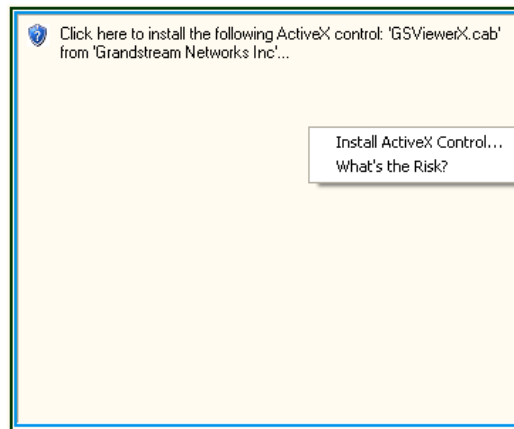 Click here to install the following ActiveX control: 'GSViewerX.cab'
from 'Grandstream Networks Inc'...
Install ActiveX Control...
What's the Risk?